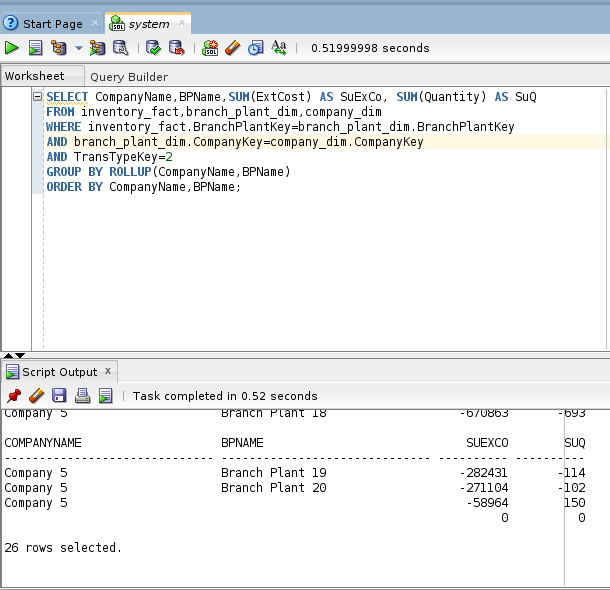 Start Page
system
0.51999998 seconds
Worksheet
Query Builder
SELECT CompanyName,BPName,SUM(ExtCost) AS SuExCo, SUM(Quantity) AS SuQ
FROM inventory_fact,branch_plant_dim,company_dim
WHERE inventory_fact.BranchPlantKey=branch_plant_dim.BranchPlantKey
AND branch_plant_dim.CompanyKey=company_dim.CompanyKey
AND TransTypeKey=2
GROUP BY ROLLUP(CompanyName,BPName)
ORDER BY CompanyName,BPName;
Script Output x
Task completed in 0.52 seconds
Company 5 Branch Plant 18 -670863 -693
COMPANYNAME BPNAME SUEXCO SUQ
------------------------------ ------------------------------ ---------- ----------
Company 5 Branch Plant 19 -282431 -114
Company 5 Branch Plant 20 -271104 -102
Company 5 -58964 150
0 0
26 rows selected.